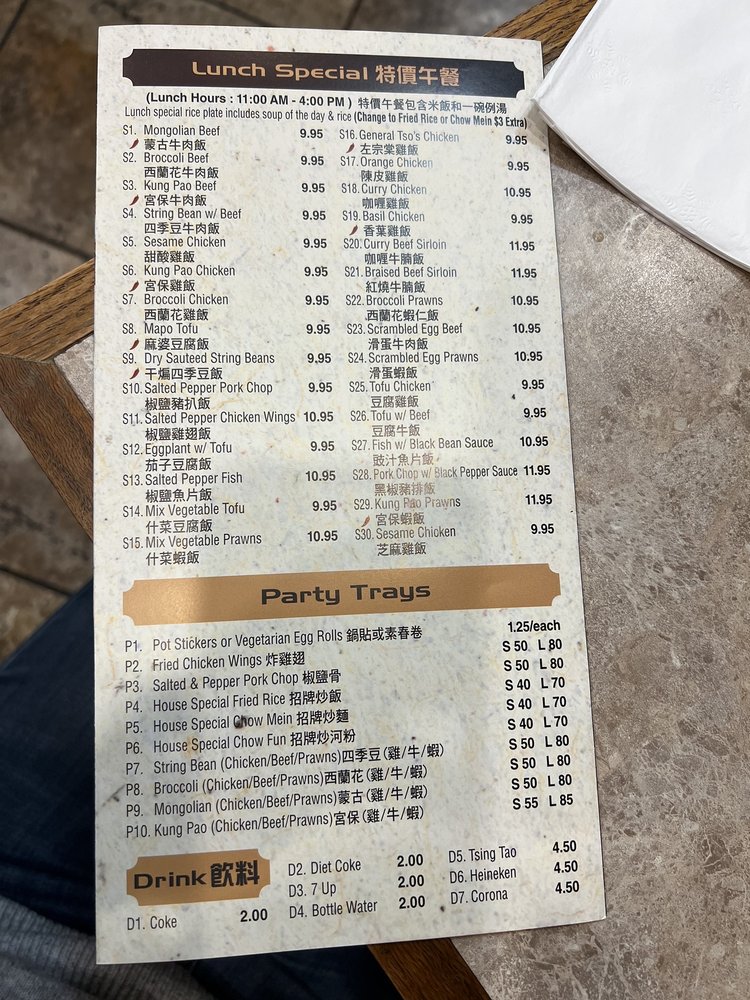 Lunch Special 特價午餐
(Lunch Hours : 11:00 AM - 4:00 PM ) 特價午餐包含米飯和一碗例湯
Lunch special rice plate includes soup of the day & rice (Change to Fried Rice or Chow Mein $3 Extra)
S1. Mongolian Beef 9.95
蒙古牛肉飯
S2. Broccoli Beef 9.95
西蘭花牛肉飯
S3. Kung Pao Beef 9.95
宮保牛肉飯
S4. String Bean w/ Beef 9.95
四季豆牛肉飯
S5. Sesame Chicken 9.95
甜酸雞飯
S6. Kung Pao Chicken 9.95
宮保雞飯
S7. Broccoli Chicken 9.95
西蘭花雞飯
S8. Mapo Tofu 9.95
麻婆豆腐飯
S9. Dry Sauteed String Beans 9.95
干煸四季豆飯
S10. Salted Pepper Pork Chop 9.95
椒鹽豬扒飯
S11. Salted Pepper Chicken Wings 10.95
椒鹽雞翅飯
S12. Eggplant w/ Tofu 9.95
茄子豆腐飯
S13. Salted Pepper Fish 10.95
椒鹽魚片飯
S14. Mix Vegetable Tofu 9.95
什菜豆腐飯
S15. Mix Vegetable Prawns 10.95
什菜蝦飯
S16. General Tso's Chicken 9.95
左宗棠雞飯
S17. Orange Chicken 9.95
陳皮雞飯
S18. Curry Chicken 10.95
咖喱雞飯
S19. Basil Chicken 9.95
香葉雞飯
S20. Curry Beef Sirloin 11.95
咖喱牛腩飯
S21. Braised Beef Sirloin 11.95
紅燒牛腩飯
S22. Broccoli Prawns 10.95
西蘭花蝦仁飯
S23. Scrambled Egg Beef 10.95
滑蛋牛肉飯
S24. Scrambled Egg Prawns 10.95
滑蛋蝦飯
S25. Tofu Chicken 9.95
豆腐雞飯
S26. Tofu w/ Beef 9.95
豆腐牛飯
S27. Fish w/ Black Bean Sauce 10.95
豉汁魚片飯
S28. Pork Chop w/ Black Pepper Sauce 11.95
黑椒豬排飯
S29. Kung Pao Prawns 11.95
宮保蝦飯
S30. Sesame Chicken 9.95
芝麻雞飯
Party Trays
P1. Pot Stickers or Vegetarian Egg Rolls 鍋貼或素春卷 1.25/each
P2. Fried Chicken Wings 炸雞翅 S 50 L 80
P3. Salted & Pepper Pork Chop 椒鹽骨 S 50 L 80
P4. House Special Fried Rice 招牌炒飯 S 40 L 70
P5. House Special Chow Mein 招牌炒麵 S 40 L 70
P6. House Special Chow Fun 招牌炒河粉 S 40 L 70
P7. String Bean (Chicken/Beef/Prawns)四季豆(雞/牛/蝦) S 50 L 80
P8. Broccoli (Chicken/Beef/Prawns)西蘭花(雞/牛/蝦) S 50 L 80
P9. Mongolian (Chicken/Beef/Prawns)蒙古(雞/牛/蝦) S 50 L 80
P10. Kung Pao (Chicken/Beef/Prawns)宮保(雞/牛/蝦) S 55 L 85
Drink 飲料
D1. Coke 2.00
D2. Diet Coke 2.00
D3. 7 Up 2.00
D4. Bottle Water 2.00
D5. Tsing Tao 4.50
D6. Heineken 4.50
D7. Corona 4.50